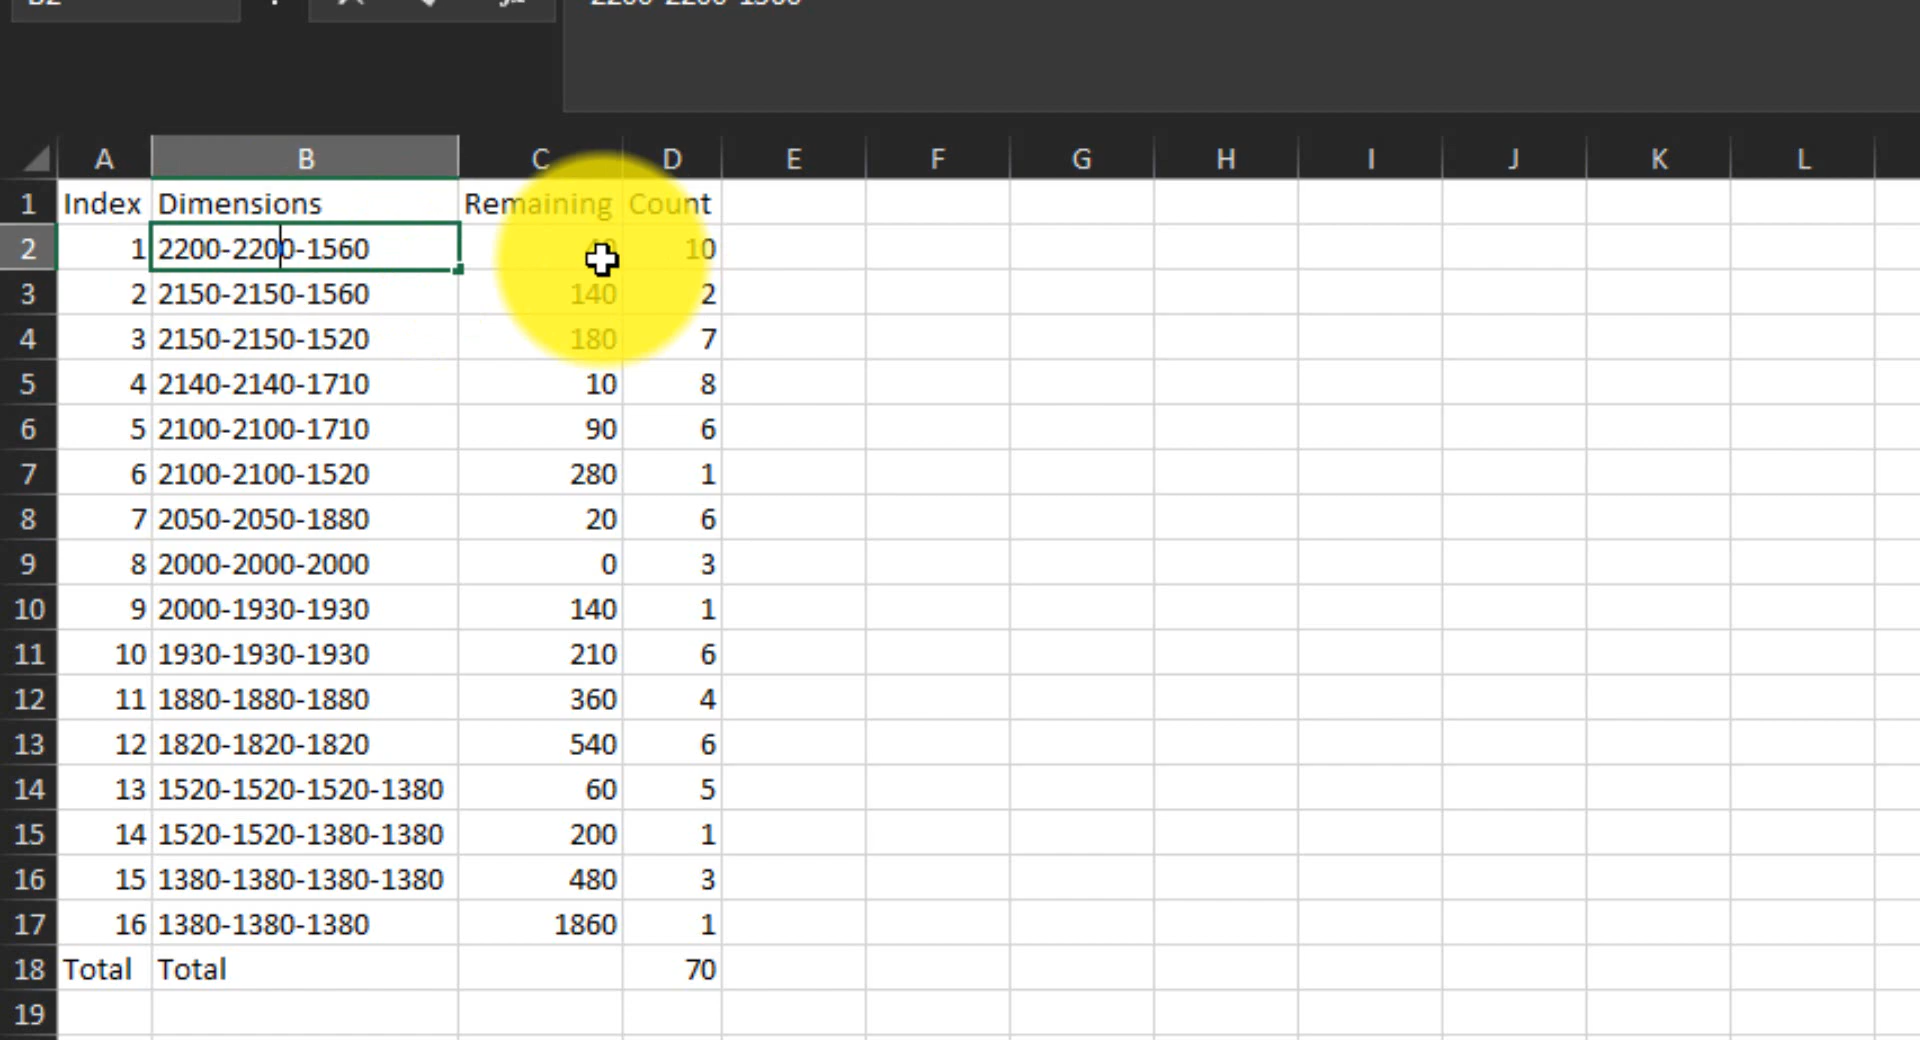 A B C D E F G H I J K L
1 Index Dimensions Remaining Count
2 1 2200-2200-1560 40 10
3 2 2150-2150-1560 140 2
4 3 2150-2150-1520 180 7
5 4 2140-2140-1710 10 8
6 5 2100-2100-1710 90 6
7 6 2100-2100-1520 280 1
8 7 2050-2050-1880 20 6
9 8 2000-2000-2000 0 3
10 9 2000-1930-1930 140 1
11 10 1930-1930-1930 210 6
12 11 1880-1880-1880 360 4
13 12 1820-1820-1820 540 6
14 13 1520-1520-1520-1380 60 5
15 14 1520-1520-1380-1380 200 1
16 15 1380-1380-1380-1380 480 3
17 16 1380-1380-1380 1860 1
18 Total Total 70
19